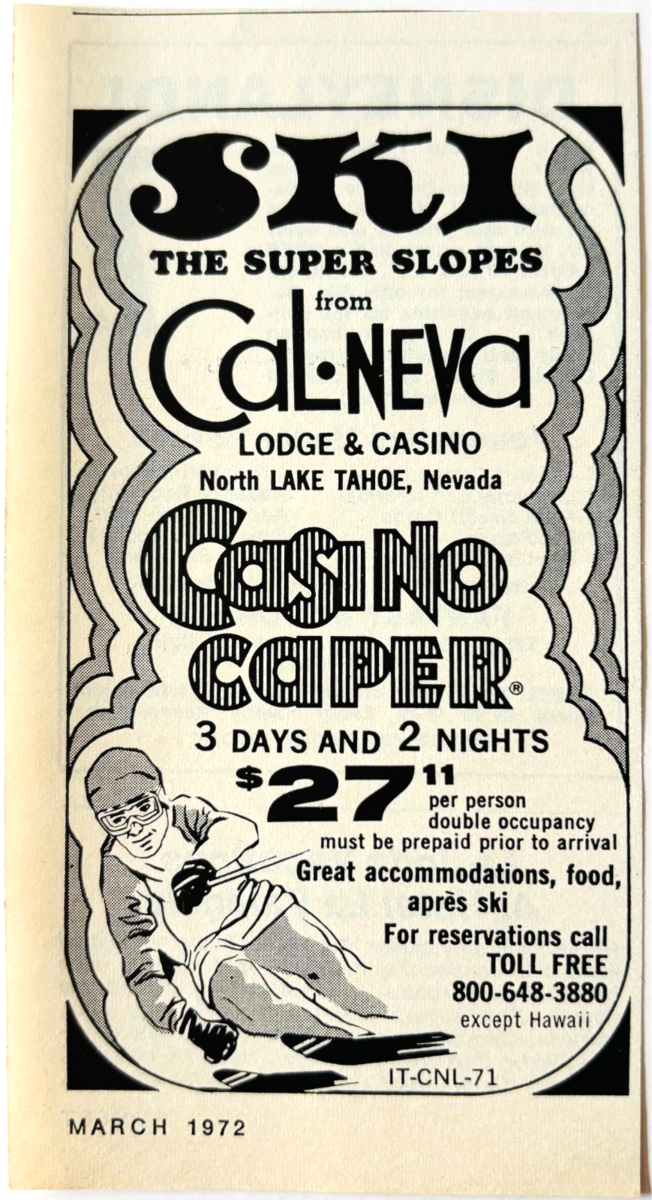 SKI
THE SUPER SLOPES
from
Cal·Neva
LODGE & CASINO
North LAKE TAHOE, Nevada
Casino
CAPER®
3 DAYS AND 2 NIGHTS
$27 11
per person
double occupancy
must be prepaid prior to arrival
Great accommodations, food,
après ski
For reservations call
TOLL FREE
800-648-3880
except Hawaii
IT-CNL-71
MARCH 1972